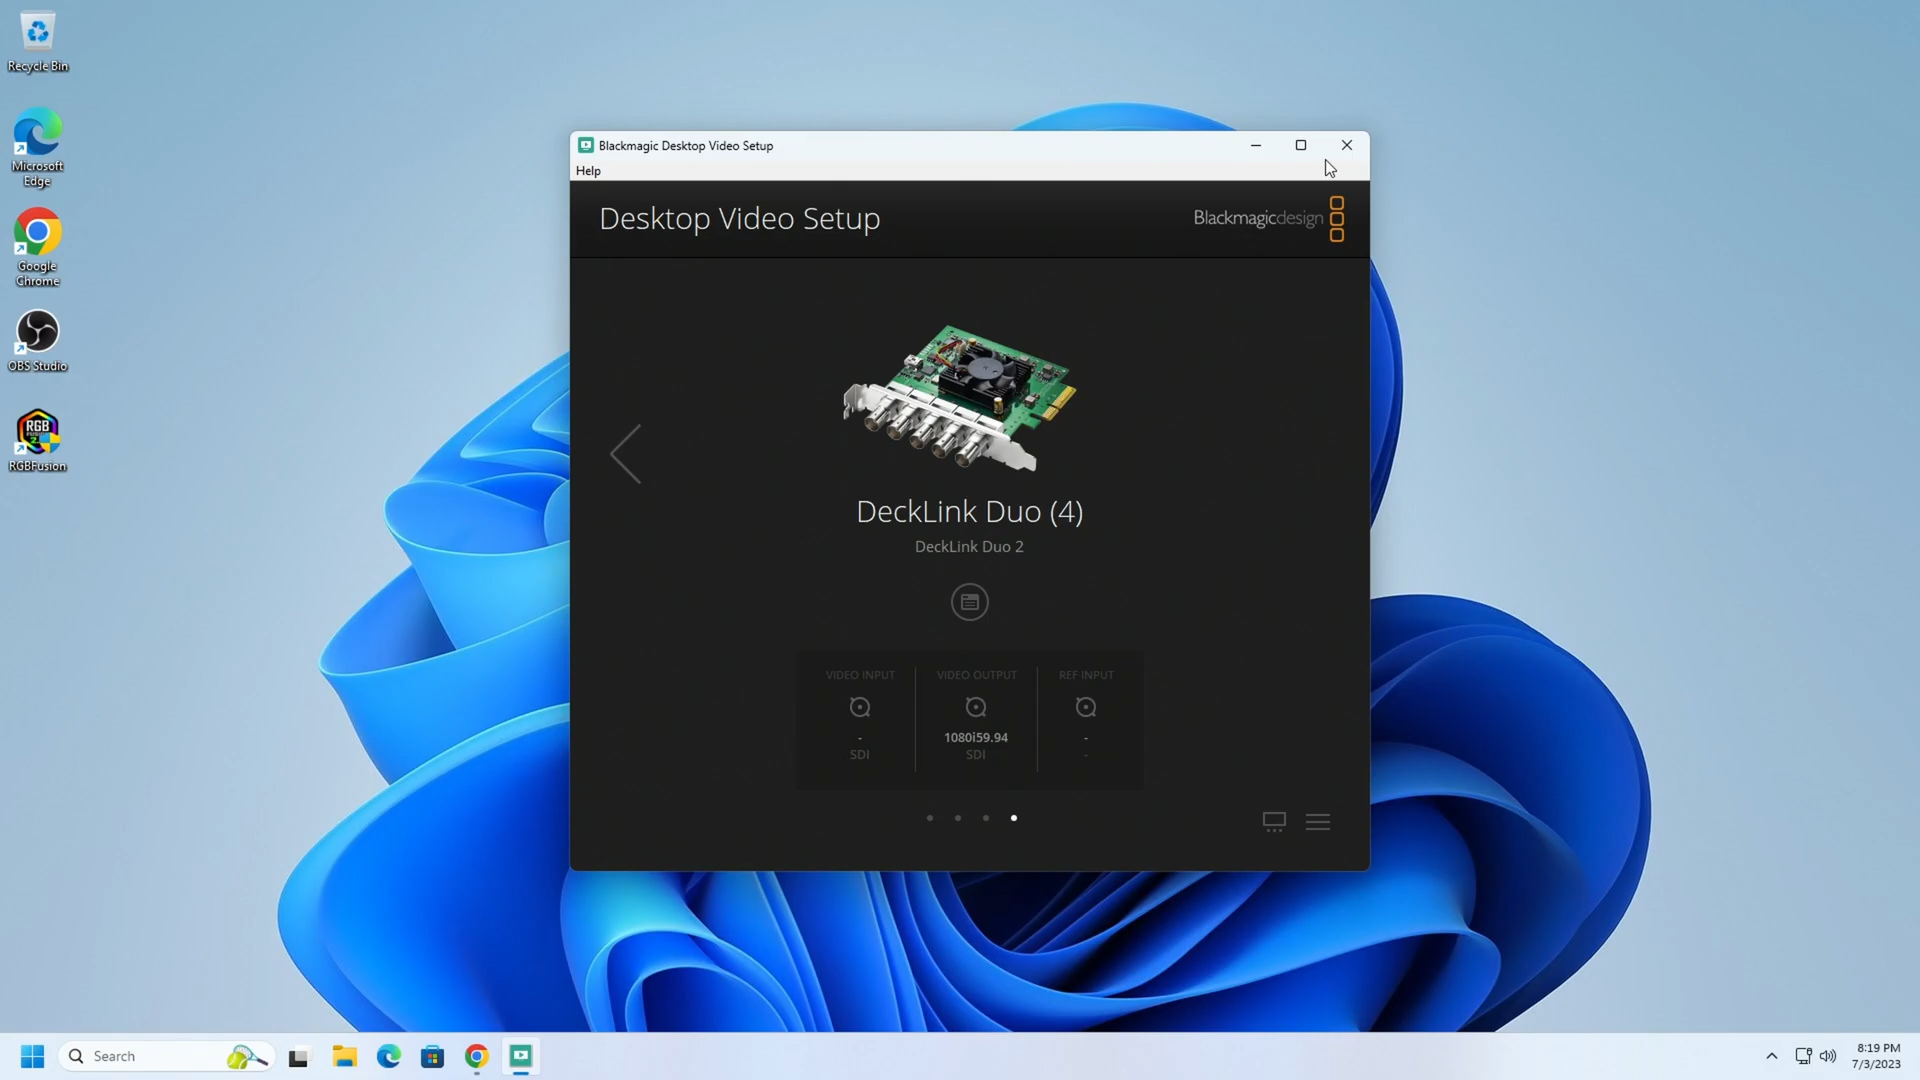 Recycle Bin
Microsoft
Edge
Google
Chrome
OBS Studio
RGB
2.
RGBFusion
Blackmagic Desktop Video Setup
Help
Desktop Video Setup
Blackmagicdesign
DeckLink Duo (4)
DeckLink Duo 2
VIDEO INPUT
-
SDI
VIDEO OUTPUT
1080i59.94
SDI
REF INPUT
-
-
Search
8:19 PM
7/3/2023